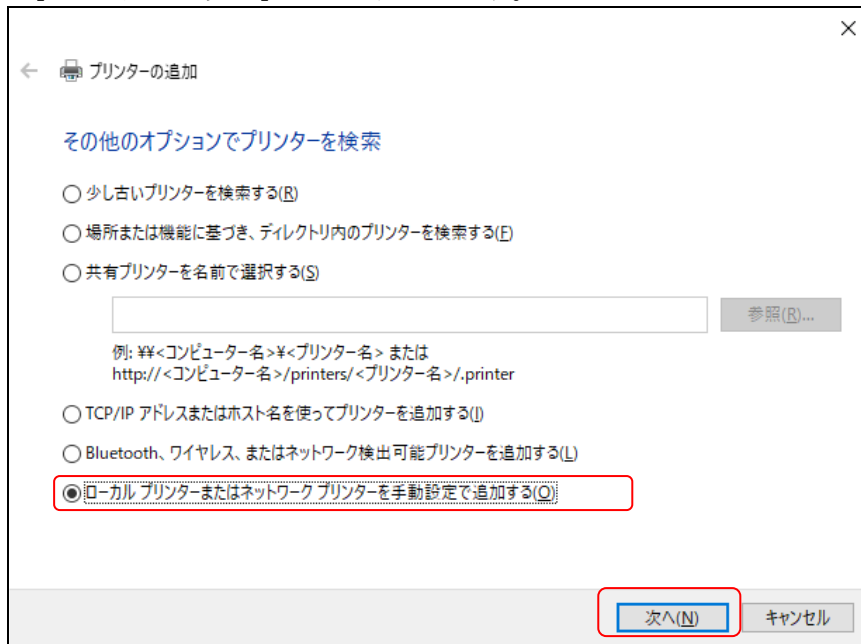 プリンターの追加
その他のオプションでプリンターを検索
少し古いプリンターを検索する(R)
場所または機能に基づき、ディレクトリ内のプリンターを検索する(F)
共有プリンターを名前で選択する(S)
参照(R)...
例: ¥¥<コンピューター名>¥<プリンター名> または
http://<コンピューター名>/printers/<プリンター名>/.printer
TCP/IP アドレスまたはホスト名を使ってプリンターを追加する(I)
Bluetooth、ワイヤレス、またはネットワーク検出可能プリンターを追加する(L)
ローカル プリンターまたはネットワーク プリンターを手動設定で追加する(O)
次へ(N) キャンセル